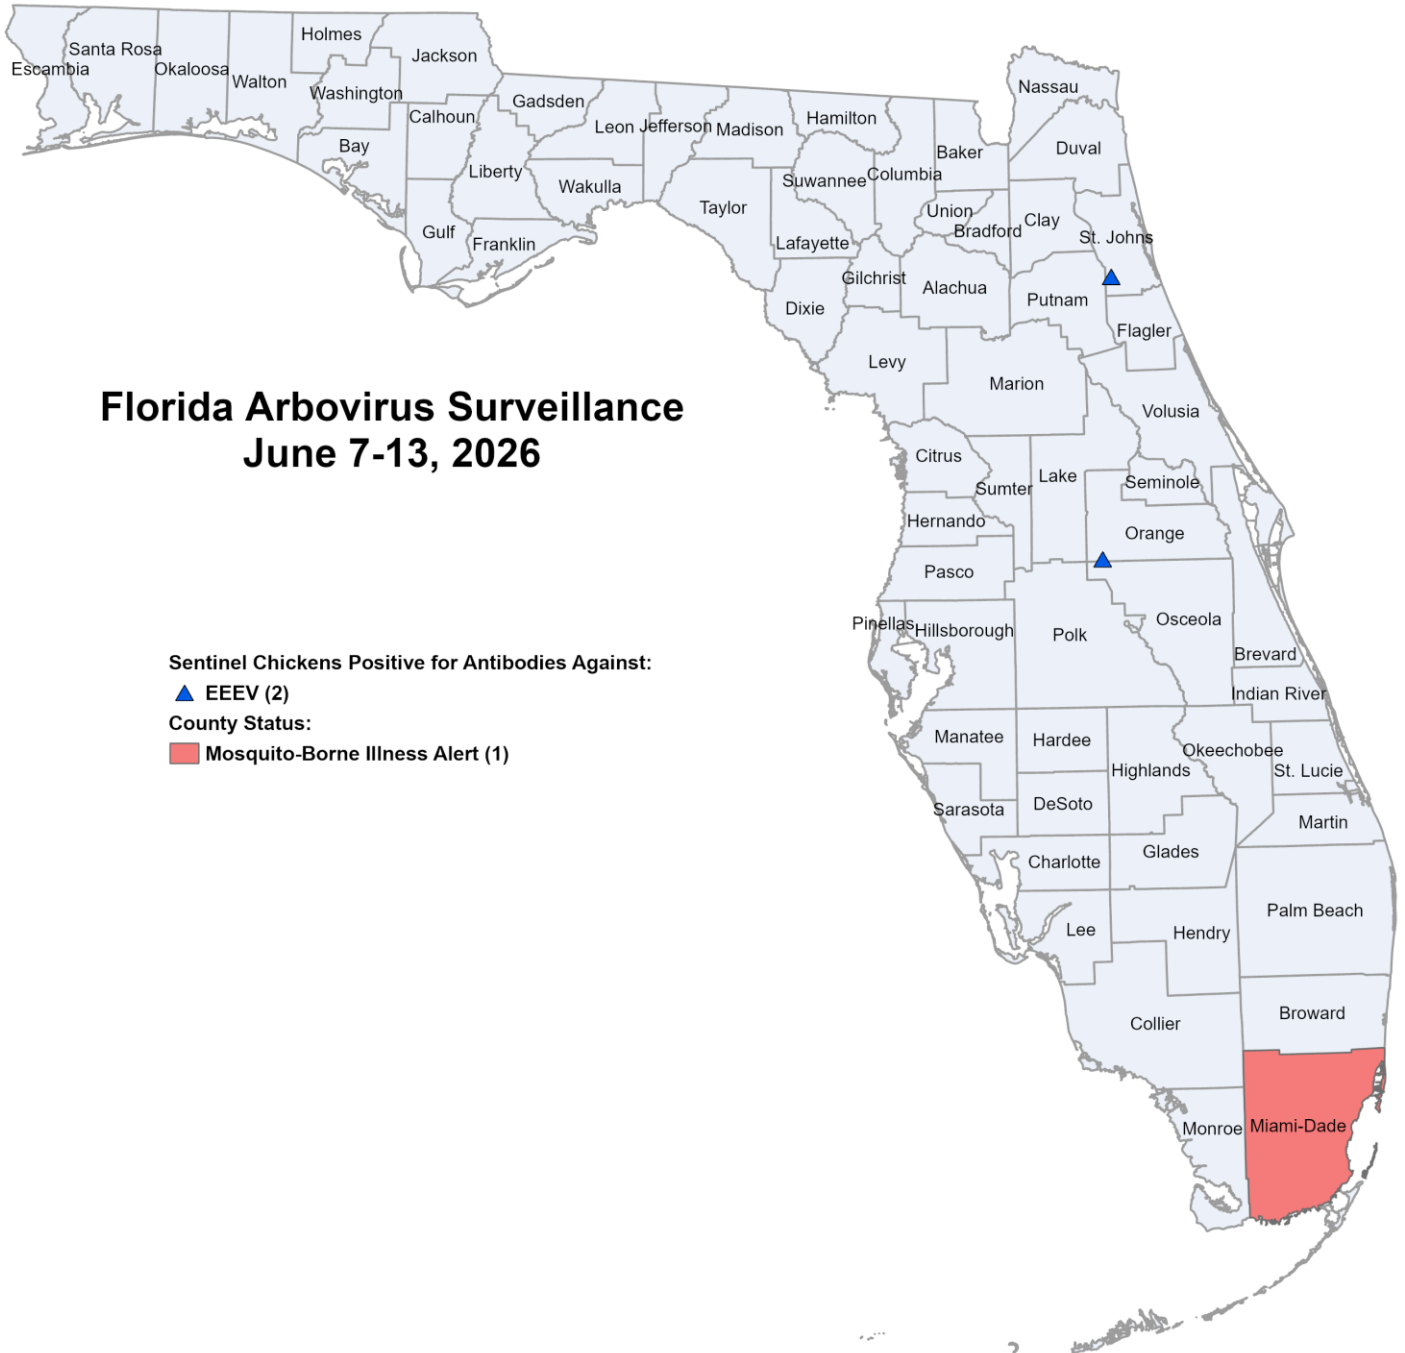 Holmes
Jackson
Santa Rosa
Escambia
Okaloosa
Walton
Washington
Nassau
Gadsden
Calhoun
Hamilton
Leon
Jefferson
Madison
Bay
Duval
Baker
Liberty
Columbia
Suwannee
Wakulla
Taylor
Union
Clay
Bradford
Gulf
St. Johns
Franklin
Lafayette
Gilchrist
Alachua
Putnam
Dixie
Flagler
Levy
Marion
Florida Arbovirus Surveillance
June 7-13, 2026
Volusia
Citrus
Lake
Seminole
Sumter
Hernando
Orange
Pasco
Osceola
Pinellas
Hillsborough
Polk
Brevard
Sentinel Chickens Positive for Antibodies Against:
EEEV (2)
County Status:
Mosquito-Borne Illness Alert (1)
Indian River
Manatee
Hardee
Okeechobee
Highlands
St. Lucie
DeSoto
Sarasota
Martin
Glades
Charlotte
Palm Beach
Lee
Hendry
Broward
Collier
Miami-Dade
Monroe